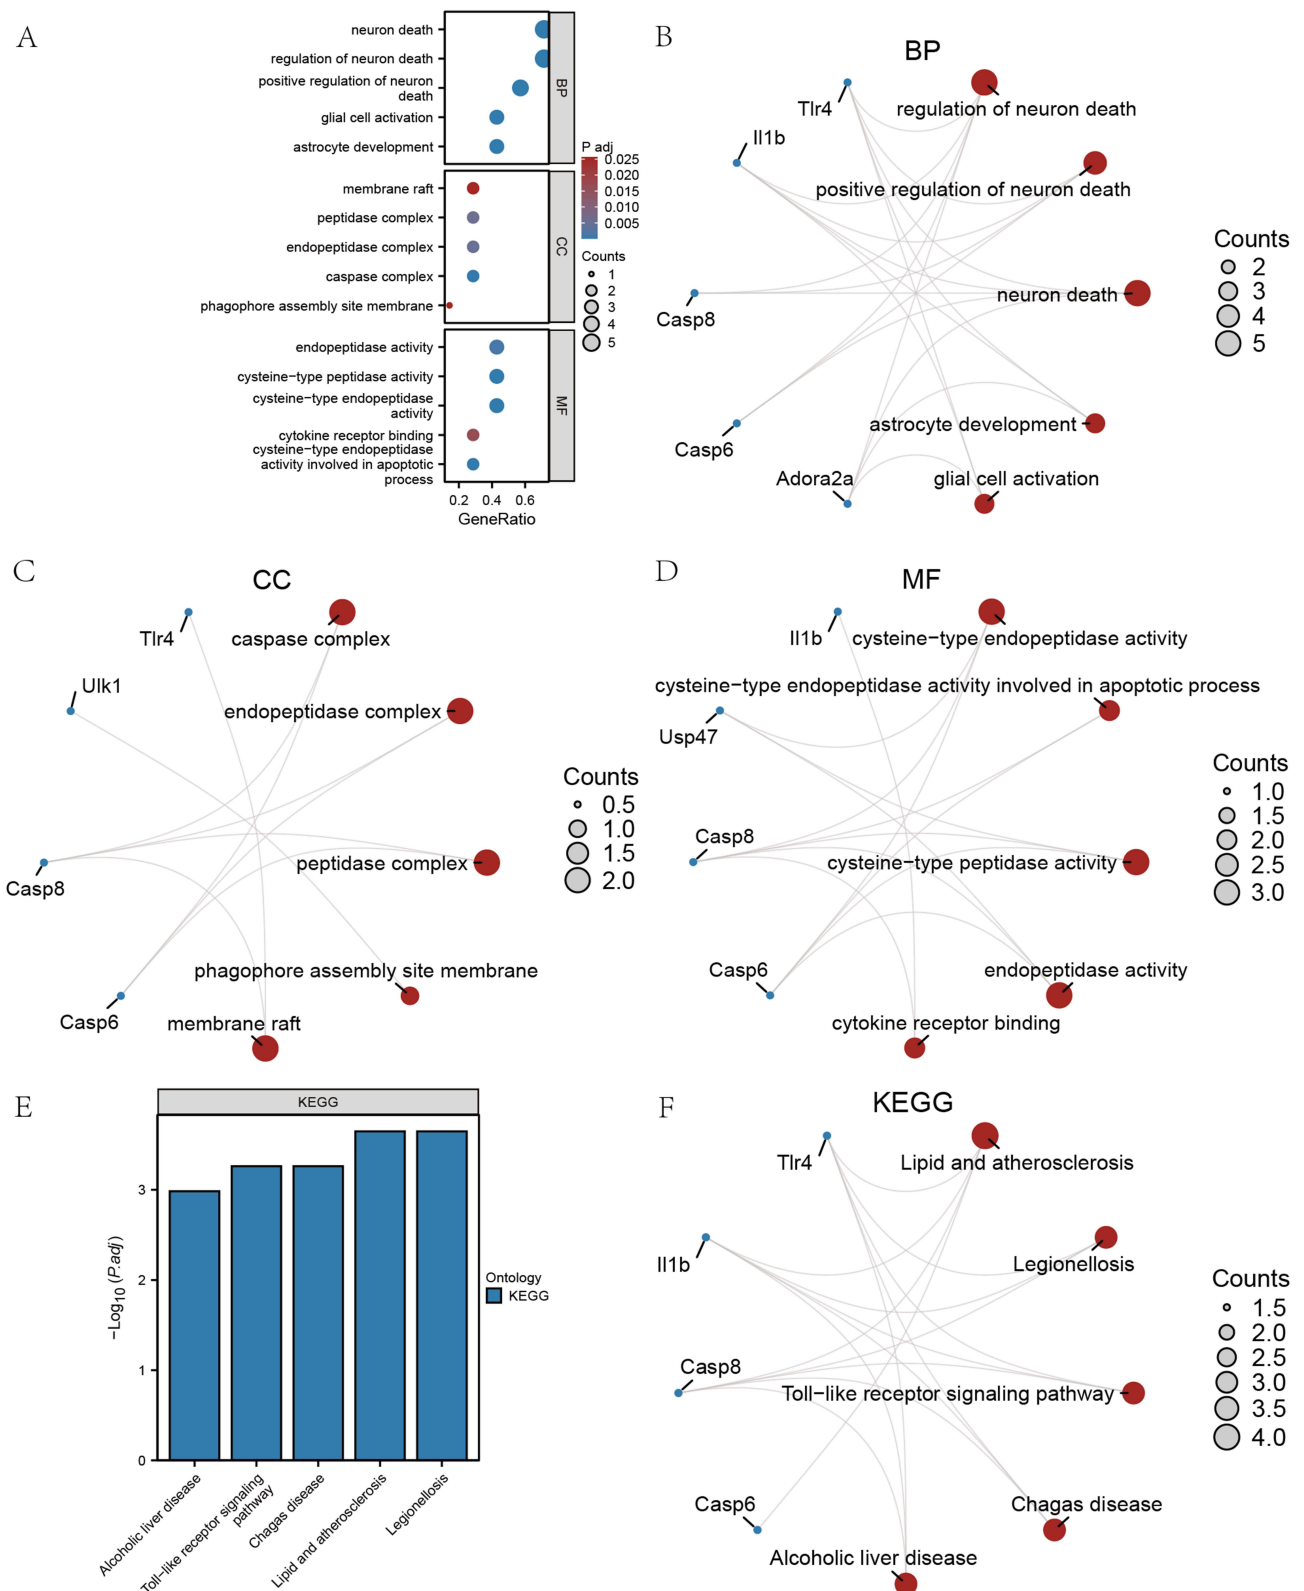 A
neuron death
regulation of neuron death
positive regulation of neuron
death
glial cell activation
astrocyte development
BP
membrane raft
peptidase complex
endopeptidase complex
caspase complex
phagophore assembly site membrane
CC
endopeptidase activity
cysteine−type peptidase activity
cysteine−type endopeptidase
activity
cytokine receptor binding
cysteine−type endopeptidase
activity involved in apoptotic
process
MF
0.2 0.4 0.6
GeneRatio
P adj
0.025
0.020
0.015
0.010
0.005
Counts
1
2
3
4
5
B
BP
Tlr4
regulation of neuron death
Il1b
positive regulation of neuron death
Casp8
neuron death
Casp6
astrocyte development
Adora2a
glial cell activation
Counts
2
3
4
5
C
CC
Tlr4
caspase complex
Ulk1
endopeptidase complex
Casp8
peptidase complex
phagophore assembly site membrane
Casp6
membrane raft
Counts
0.5
1.0
1.5
2.0
D
MF
Il1b
cysteine−type endopeptidase activity
cysteine−type endopeptidase activity involved in apoptotic process
Usp47
Casp8
cysteine−type peptidase activity
Casp6
endopeptidase activity
cytokine receptor binding
Counts
1.0
1.5
2.0
2.5
3.0
E
KEGG
−Log10 (P.adj)
3
2
1
0
Alcoholic liver disease
Toll−like receptor signaling
pathway
Chagas disease
Lipid and atherosclerosis
Legionellosis
Ontology
KEGG
F
KEGG
Tlr4
Lipid and atherosclerosis
Il1b
Legionellosis
Casp8
Toll−like receptor signaling pathway
Casp6
Chagas disease
Alcoholic liver disease
Counts
1.5
2.0
2.5
3.0
3.5
4.0